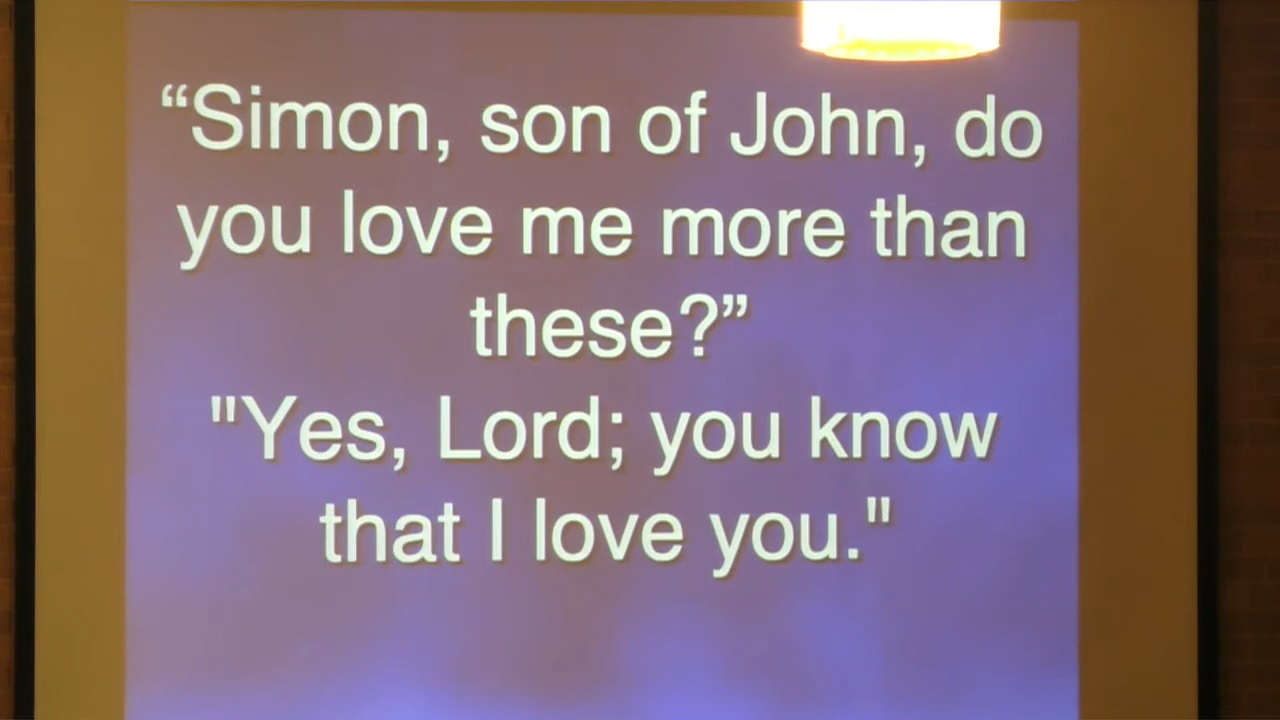 “Simon, son of John, do
you love me more than
these?”
"Yes, Lord; you know
that I love you."